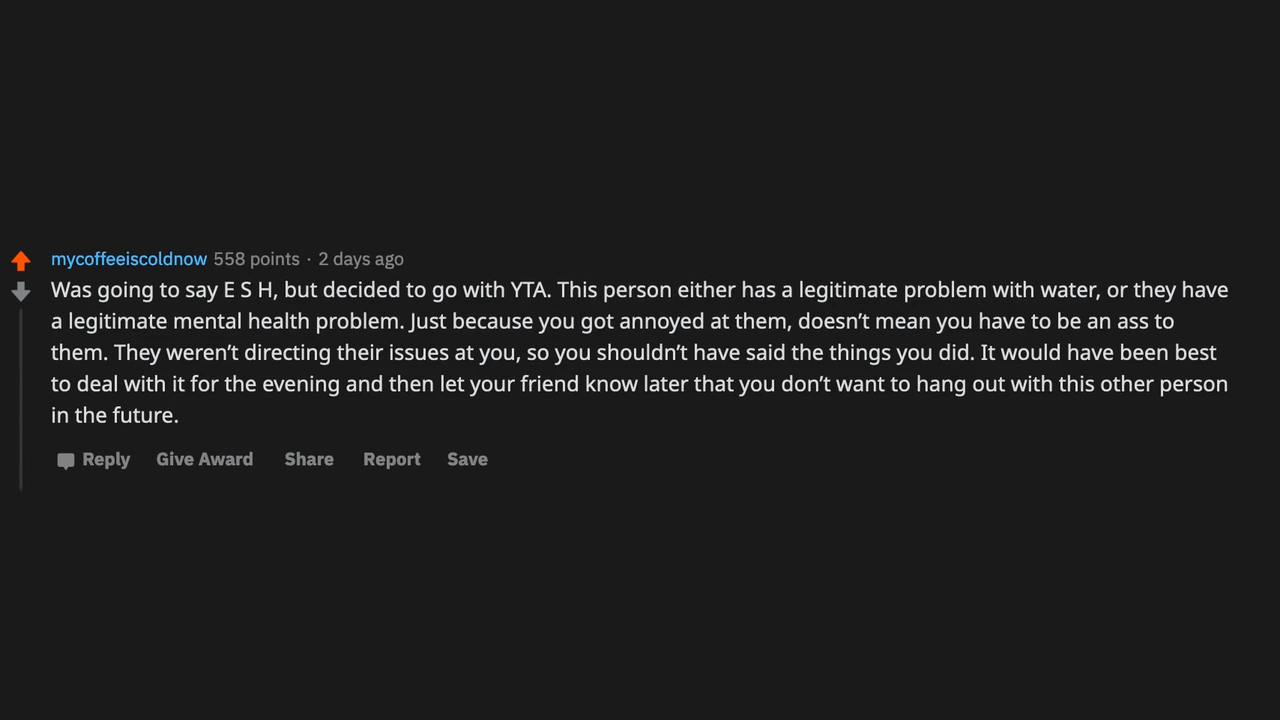 mycoffeeiscoldnow 558 points · 2 days ago
Was going to say E S H, but decided to go with YTA. This person either has a legitimate problem with water, or they have
a legitimate mental health problem. Just because you got annoyed at them, doesn’t mean you have to be an ass to
them. They weren’t directing their issues at you, so you shouldn’t have said the things you did. It would have been best
to deal with it for the evening and then let your friend know later that you don’t want to hang out with this other person
in the future.
Reply Give Award Share Report Save